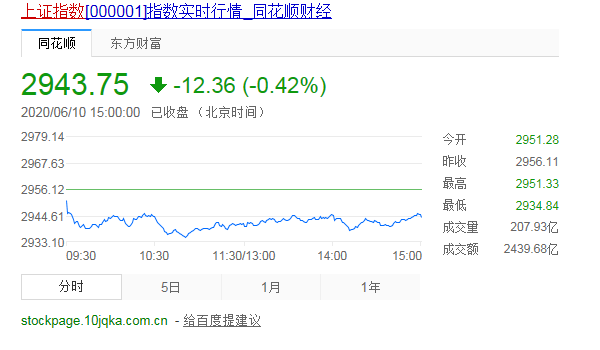 上证指数[000001]指数实时行情_同花顺财经
同花顺 东方财富
2943.75 -12.36 (-0.42%)
2020/06/10 15:00:00 已收盘 （北京时间）
2979.14
2967.63
2956.12
2944.61
2933.10
09:30 10:30 11:30/13:00 14:00 15:00
今开 2951.28
昨收 2956.11
最高 2951.33
最低 2934.84
成交量 207.93亿
成交额 2439.68亿
分时 5日 1月 1年
stockpage.10jqka.com.cn - 给百度提建议